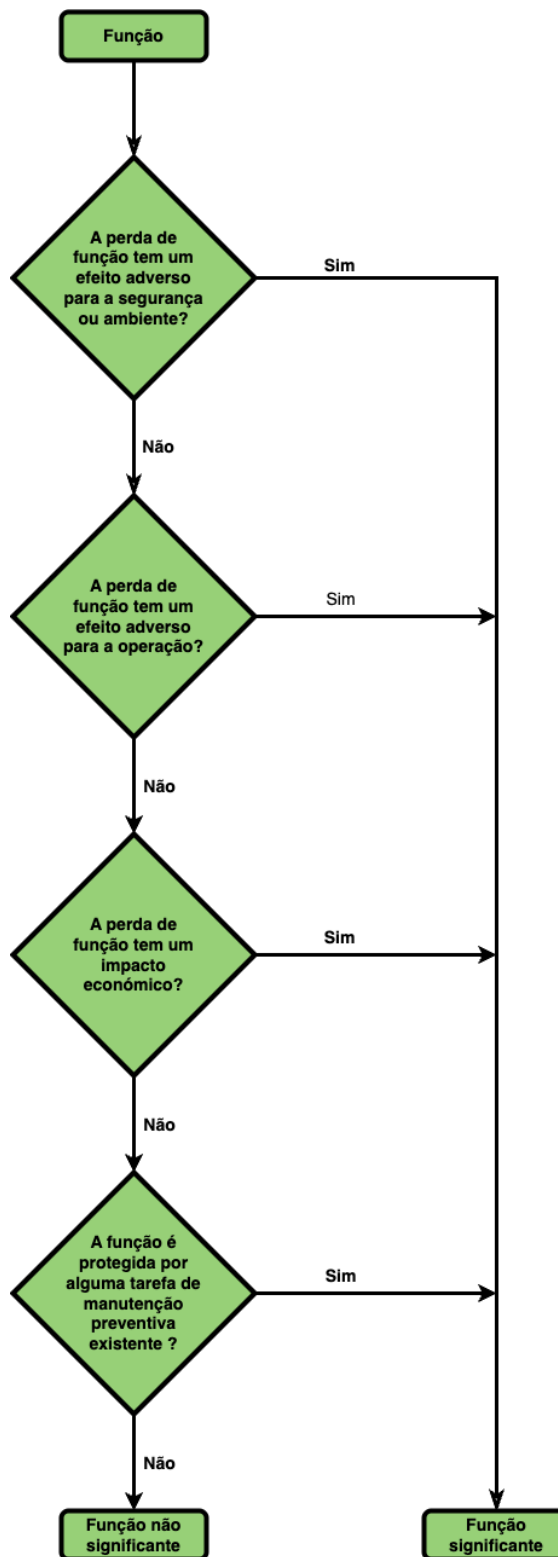 Função
A perda de
função tem um
efeito adverso
para a segurança
ou ambiente?
Sim
Não
A perda de
função tem um
efeito adverso
para a operação?
Sim
Não
A perda de
função tem um
impacto
económico?
Sim
Não
A função é
protegida por
alguma tarefa de
manutenção
preventiva
existente ?
Sim
Não
Função não
significante
Função
significante